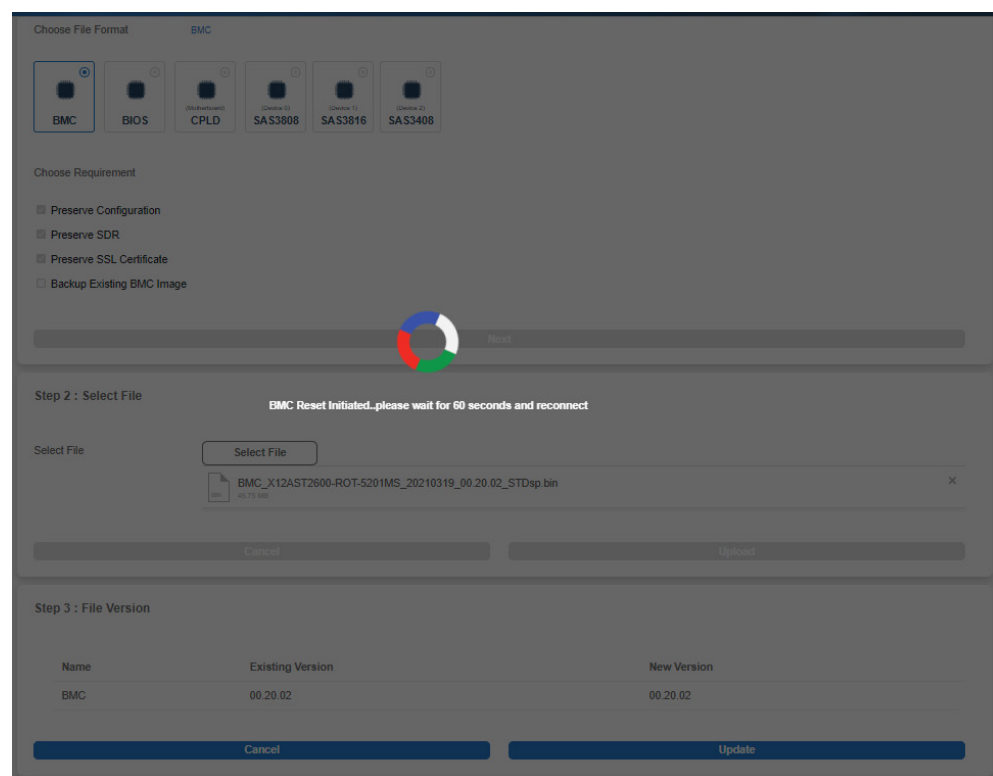 Choose File Format BMC
(Motherboard) (Device 0) (Device 1) (Device 2)
BMC BIOS CPLD SAS3808 SAS3816 SAS3408
Choose Requirement
Preserve Configuration
Preserve SDR
Preserve SSL Certificate
Backup Existing BMC Image
Next
Step 2 : Select File
BMC Reset Initiated..please wait for 60 seconds and reconnect
Select File Select File
BMC_X12AST2600-ROT-5201MS_20210319_00.20.02_STDsp.bin
48.75 MB
Cancel Upload
Step 3 : File Version
Name Existing Version New Version
BMC 00.20.02 00.20.02
Cancel Update